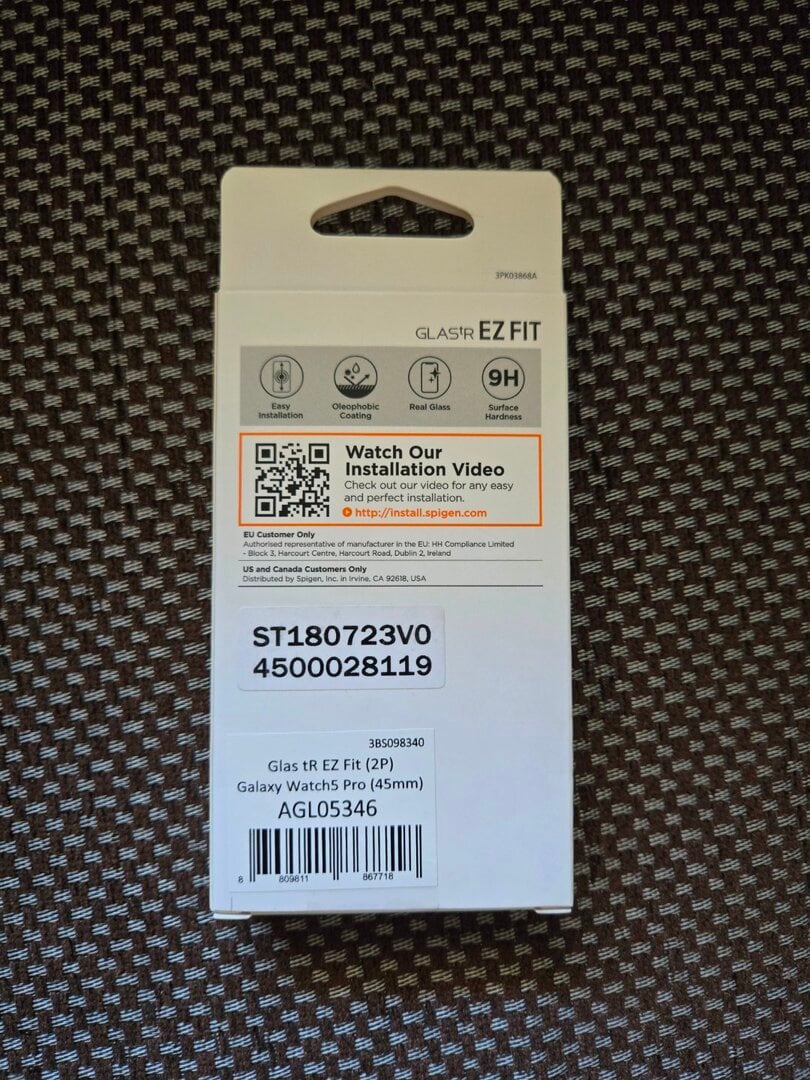 3PK03868A
GLAStR EZ FIT
Easy
Installation
Oleophobic
Coating
Real Glass
9H
Surface
Hardness
Watch Our
Installation Video
Check out our video for any easy
and perfect installation.
http://install.spigen.com
EU Customer Only
Authorised representative of manufacturer in the EU: HH Compliance Limited
- Block 3, Harcourt Centre, Harcourt Road, Dublin 2, Ireland
US and Canada Customers Only
Distributed by Spigen, Inc. in Irvine, CA 92618, USA
ST180723V0
4500028119
3BS098340
Glas tR EZ Fit (2P)
Galaxy Watch5 Pro (45mm)
AGL05346
8 809811 867718